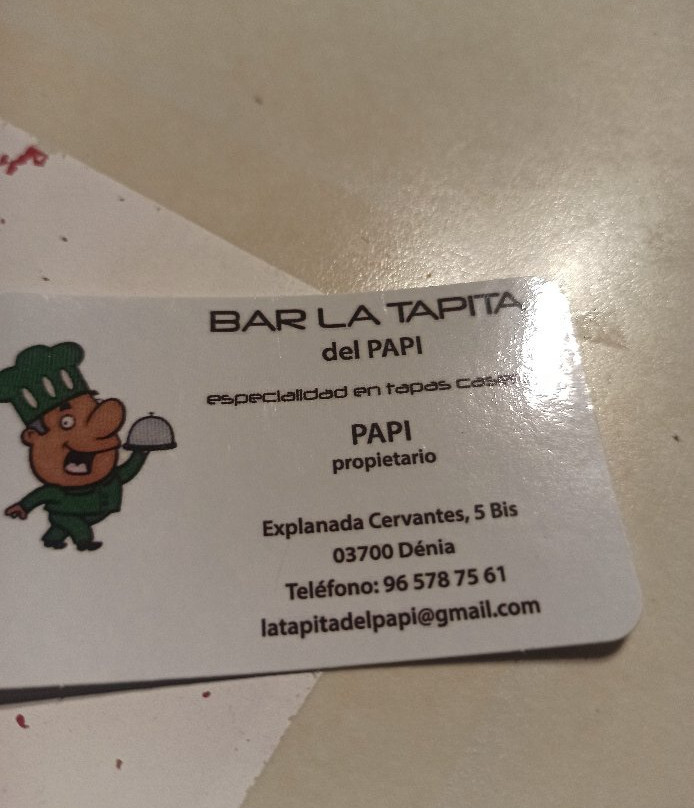 BAR LA TAPITA
del PAPI
especialidad en tapas
PAPI
propietario
Explanada Cervantes, 5 Bis
03700 Dénia
Teléfono: 96 578 75 61
latapitadelpapi@gmail.com